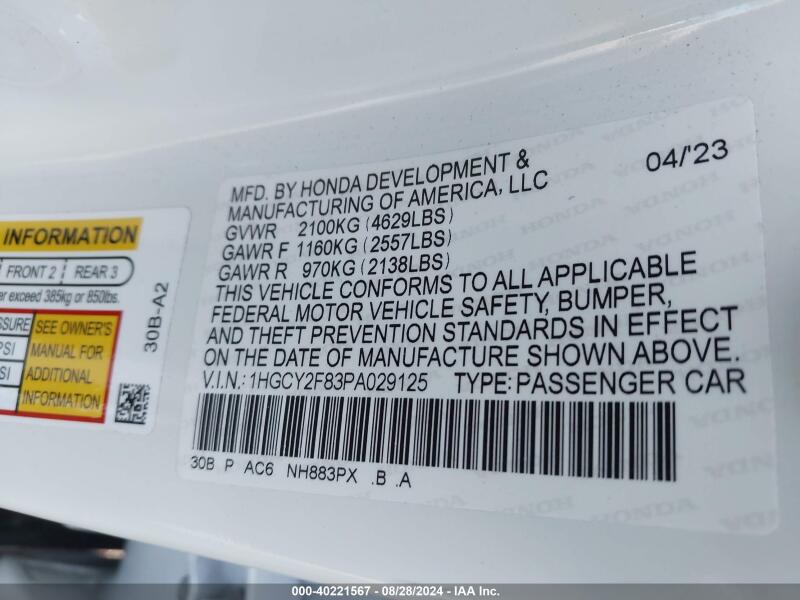 INFORMATION
FRONT 2 REAR 3
exceed 385kg or 850lbs.
SEE OWNER'S
MANUAL FOR
ADDITIONAL
INFORMATION
PSI
30B-A2
04/'23
MFD. BY HONDA DEVELOPMENT &
MANUFACTURING OF AMERICA, LLC
GVWR 2100KG (4629LBS)
GAWR F 1160KG (2557LBS)
GAWR R 970KG (2138LBS)
THIS VEHICLE CONFORMS TO ALL APPLICABLE
FEDERAL MOTOR VEHICLE SAFETY, BUMPER,
AND THEFT PREVENTION STANDARDS IN EFFECT
ON THE DATE OF MANUFACTURE SHOWN ABOVE.
V.I.N.: 1HGCY2F83PA029125 TYPE: PASSENGER CAR
30B P AC6 NH883PX .B .A
000-40221567 / 08/28/2024 - IAA Inc.